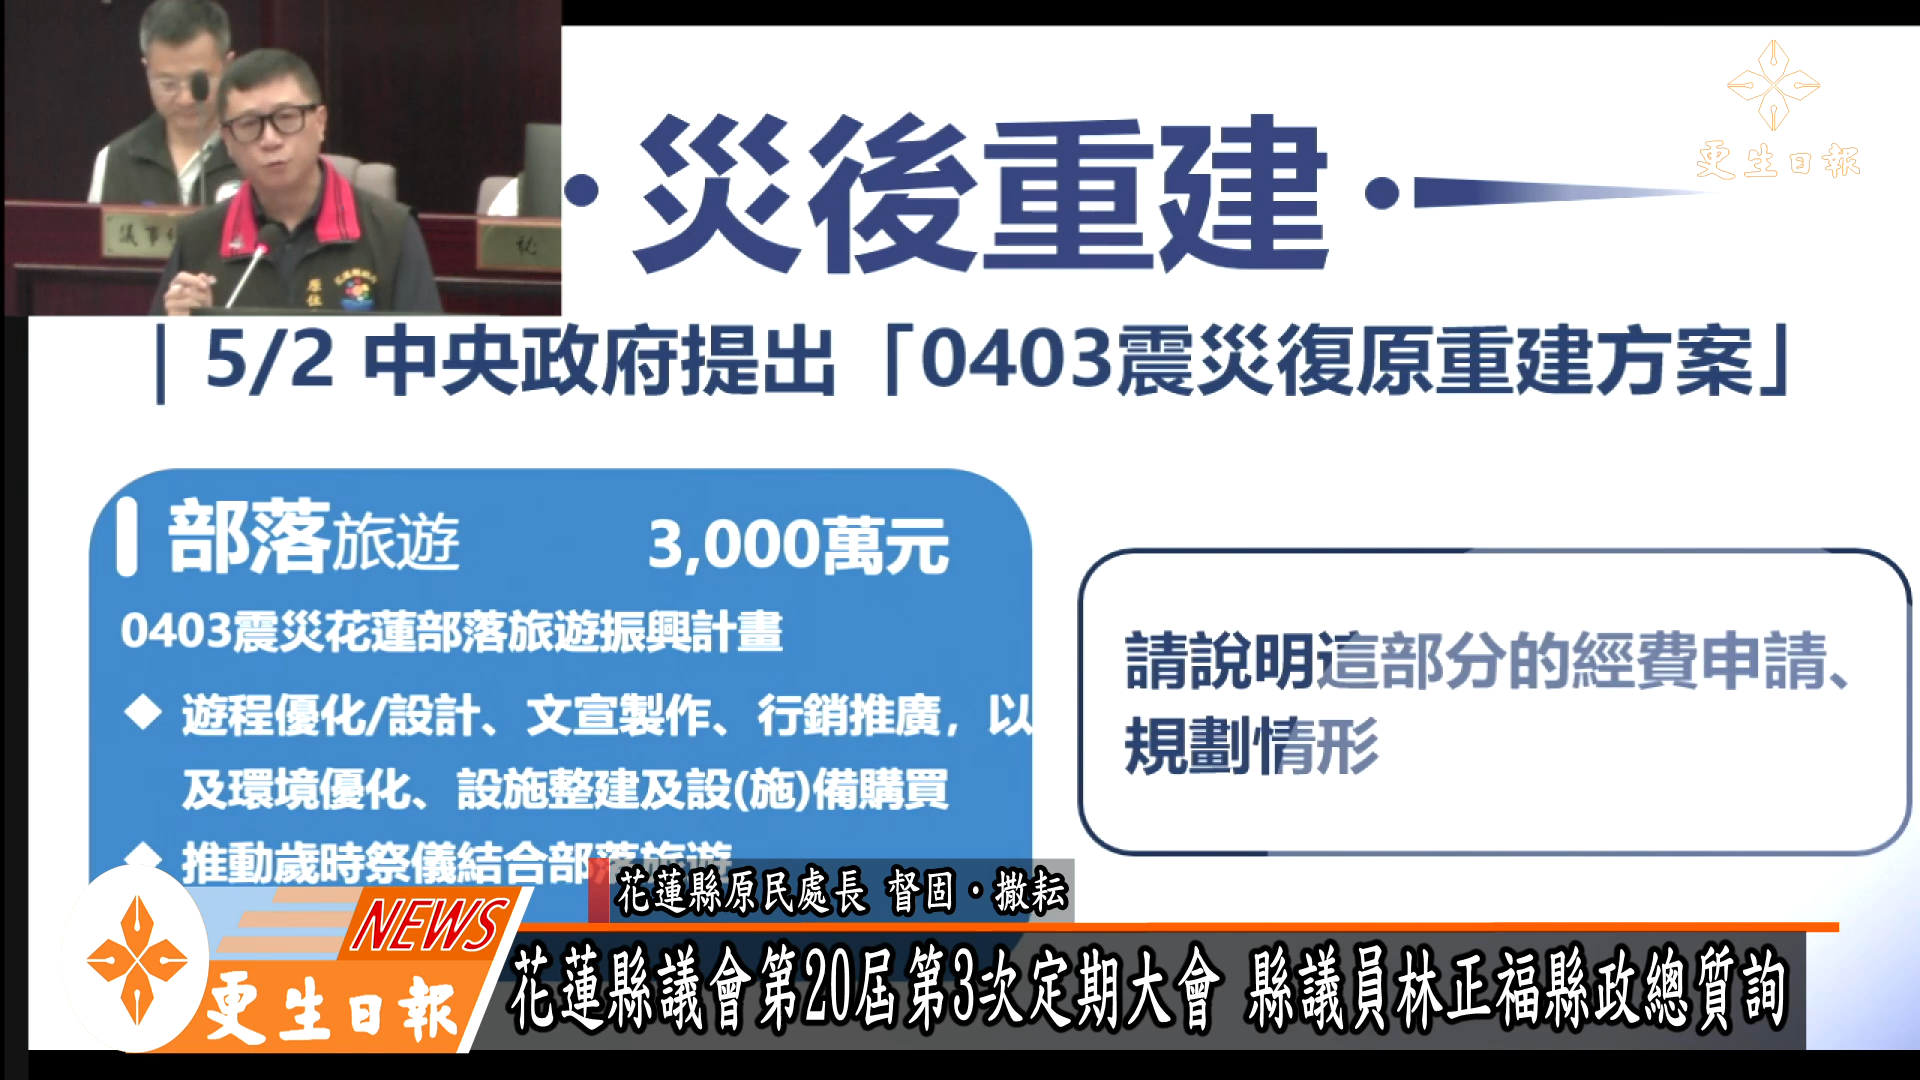 更生日報
災後重建
5/2 中央政府提出「0403震災復原重建方案」
部落旅遊 3,000萬元
0403震災花蓮部落旅遊振興計畫
◆ 遊程優化/設計、文宣製作、行銷推廣，以
及環境優化、設施整建及設(施)備購買
◆ 推動歲時祭儀結合部落旅遊
請說明這部分的經費申請、
規劃情形
議事
原住
花蓮縣原民處長 督固·撒耘
NEWS
更生日報
花蓮縣議會第20屆第3次定期大會 縣議員林正福縣政總質詢